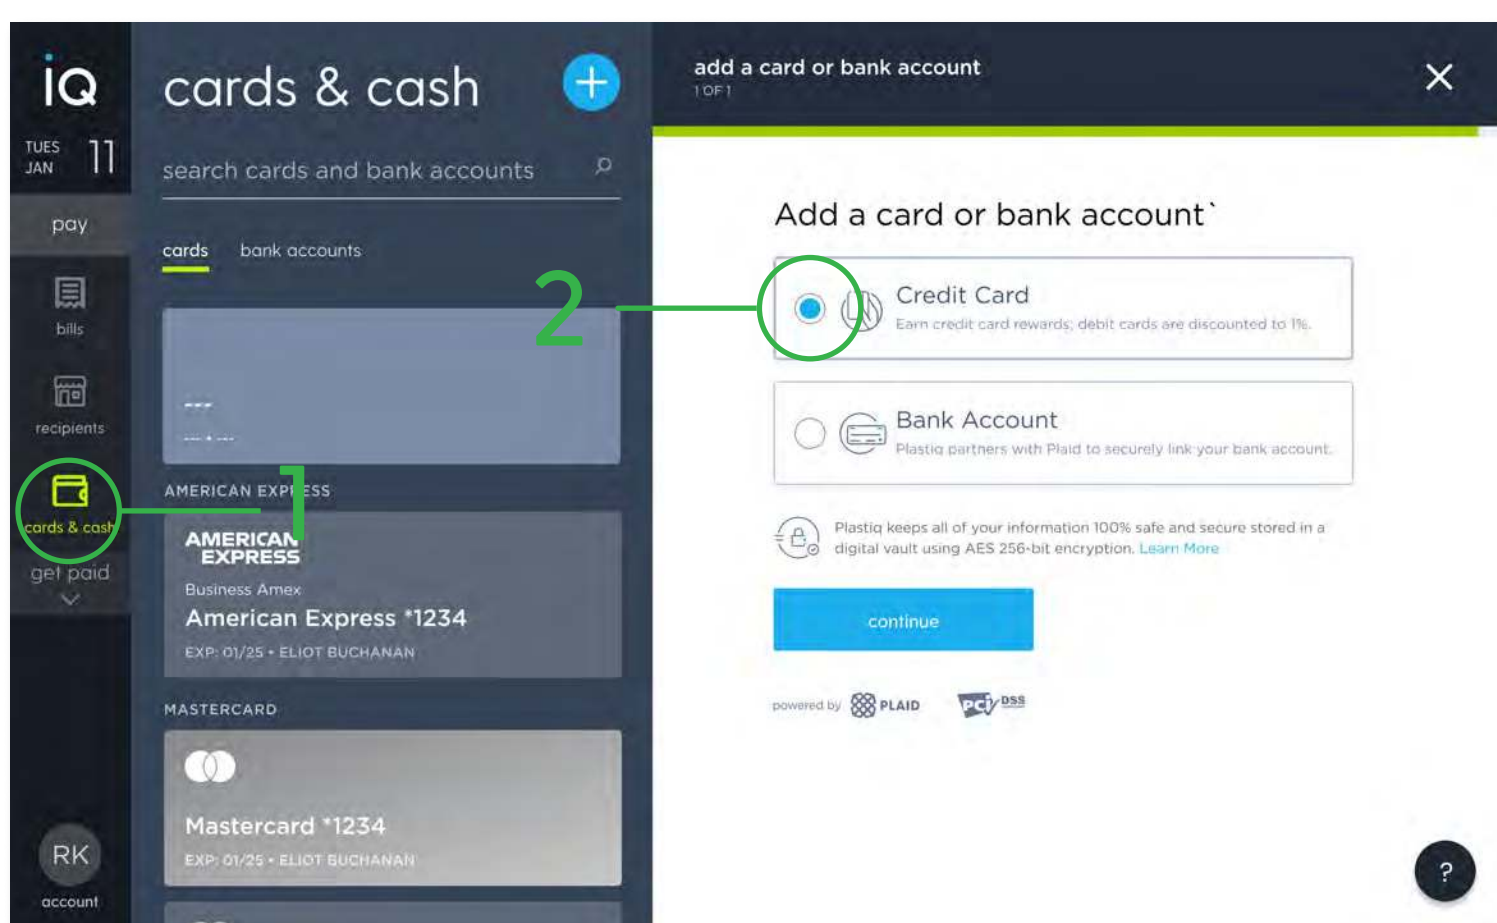 iQ
TUES
JAN
11
pay
bills
recipients
cards & cash
get paid
RK
account
cards & cash
search cards and bank accounts
cards bank accounts
2
1
AMERICAN EXPRESS
AMERICAN
EXPRESS
Business Amex
American Express *1234
EXP: 01/25 • ELIOT BUCHANAN
MASTERCARD
Mastercard *1234
EXP: 01/25 • ELIOT BUCHANAN
add a card or bank account
1 OF 1
Add a card or bank account`
Credit Card
Earn credit card rewards; debit cards are discounted to 1%.
Bank Account
Plastiq partners with Plaid to securely link your bank account.
Plastiq keeps all of your information 100% safe and secure stored in a
digital vault using AES 256-bit encryption. Learn More
continue
powered by PLAID PCI DSS
?